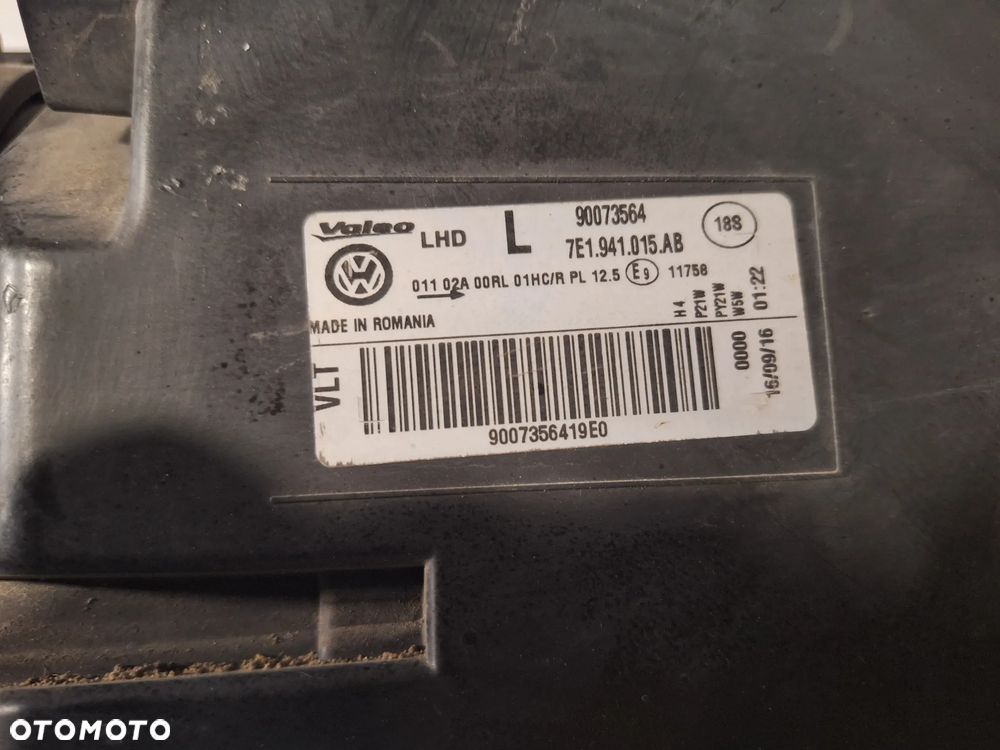 Valeo LHD L 90073564 18S
7E1.941.015.AB
011 02A 00RL 01HC/R PL 12.5 E9 11758
MADE IN ROMANIA
H4
P21W
PY21W
W5W
01:22
0000
16/09/16
VLT
9007356419E0
OTOMOTO